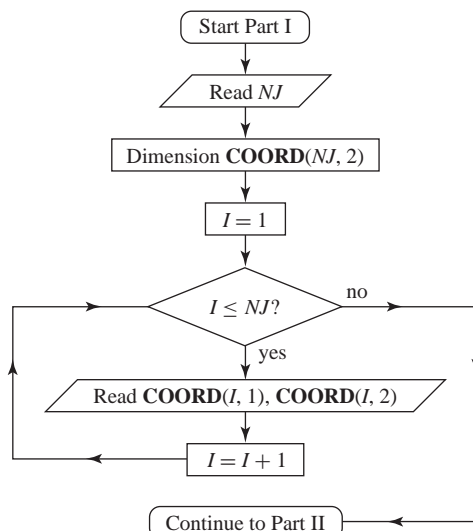 Start Part I
Read NJ
Dimension COORD(NJ, 2)
I = 1
I ≤ NJ?
no
yes
Read COORD(I, 1), COORD(I, 2)
I = I + 1
Continue to Part II